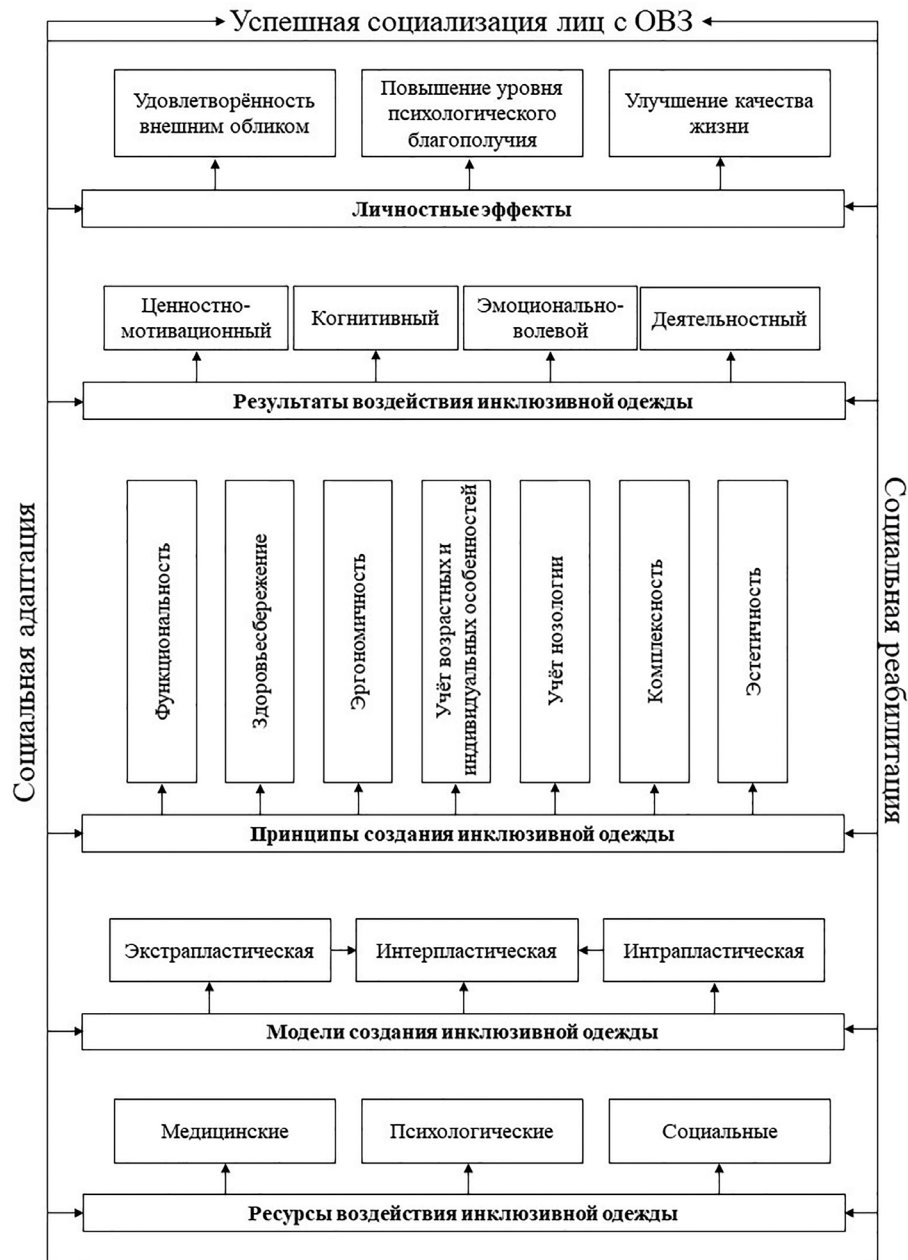 Успешная социализация лиц с ОВЗ
Удовлетворённость
внешним обликом
Повышение уровня
психологического
благополучия
Улучшение качества
жизни
Личностные эффекты
Ценностно-
мотивационный
Когнитивный
Эмоционально-
волевой
Деятельностный
Результаты воздействия инклюзивной одежды
Социальная адаптация
Функциональность
Здоровьесбережение
Эргономичность
Учёт возрастных и
индивидуальных особенностей
Учёт нозологии
Комплексность
Эстетичность
Социальная реабилитация
Принципы создания инклюзивной одежды
Экстрапластическая
Интерпластическая
Интрапластическая
Модели создания инклюзивной одежды
Медицинские
Психологические
Социальные
Ресурсы воздействия инклюзивной одежды